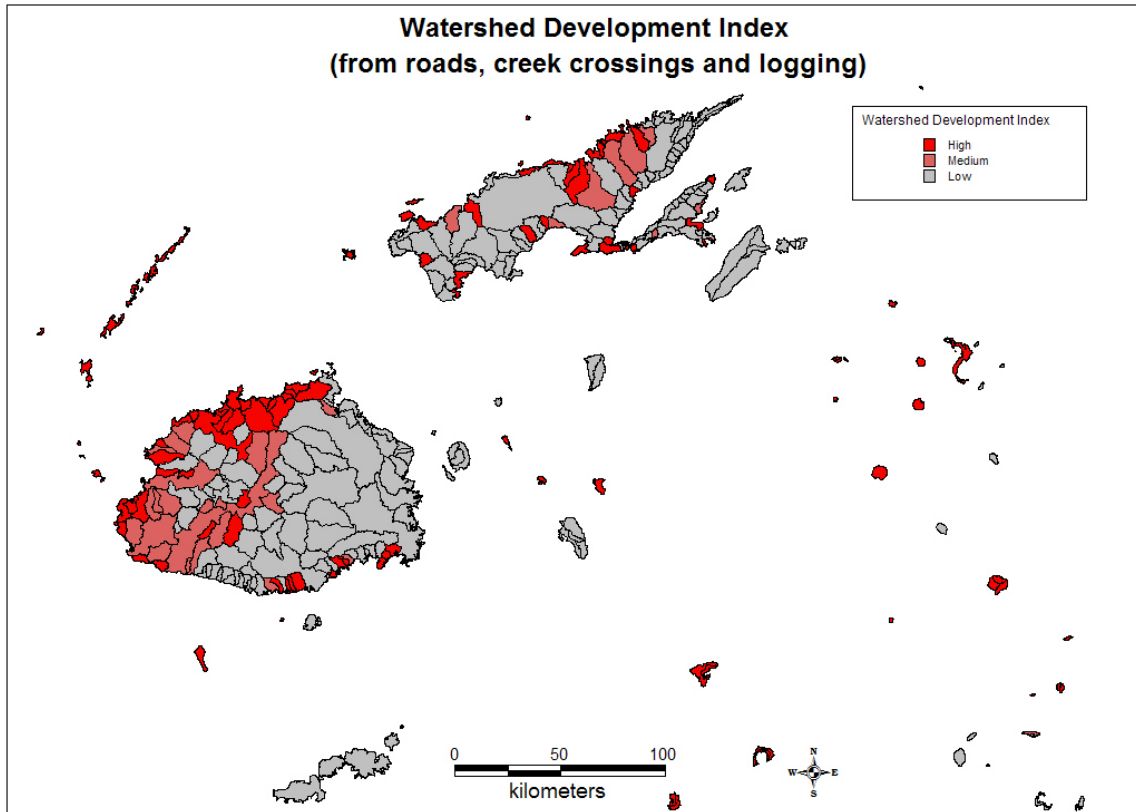 Watershed Development Index
(from roads, creek crossings and logging)
Watershed Development Index
High
Medium
Low
0 50 100
kilometers
N
W E
S